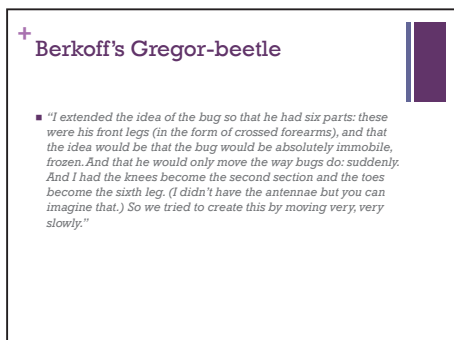 +
Berkoff's Gregor-beetle
"I extended the idea of the bug so that he had six parts: these
were his front legs (in the form of crossed forearms), and that
the idea would be that the bug would be absolutely immobile,
frozen. And that he would only move the way bugs do: suddenly.
And I had the knees become the second section and the toes
become the sixth leg. (I didn't have the antennae but you can
imagine that.) So we tried to create this by moving very, very
slowly."